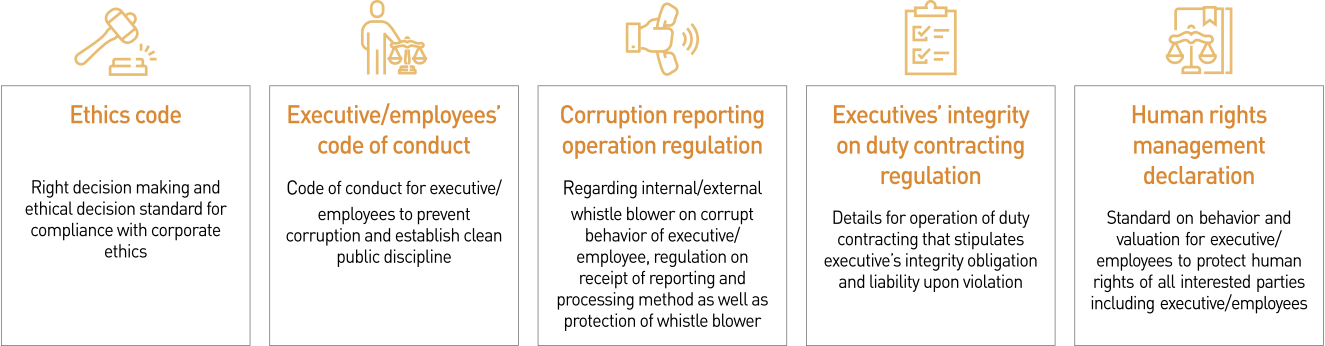 Ethics code
Right decision making and
ethical decision standard for
compliance with corporate
ethics
Executive/employees’
code of conduct
Code of conduct for executive/
employees to prevent
corruption and establish clean
public discipline
Corruption reporting
operation regulation
Regarding internal/external
whistle blower on corrupt
behavior of executive/
employee, regulation on
receipt of reporting and
processing method as well as
protection of whistle blower
Executives’ integrity
on duty contracting
regulation
Details for operation of duty
contracting that stipulates
executive’s integrity obligation
and liability upon violation
Human rights
management
declaration
Standard on behavior and
valuation for executive/
employees to protect human
rights of all interested parties
including executive/employees